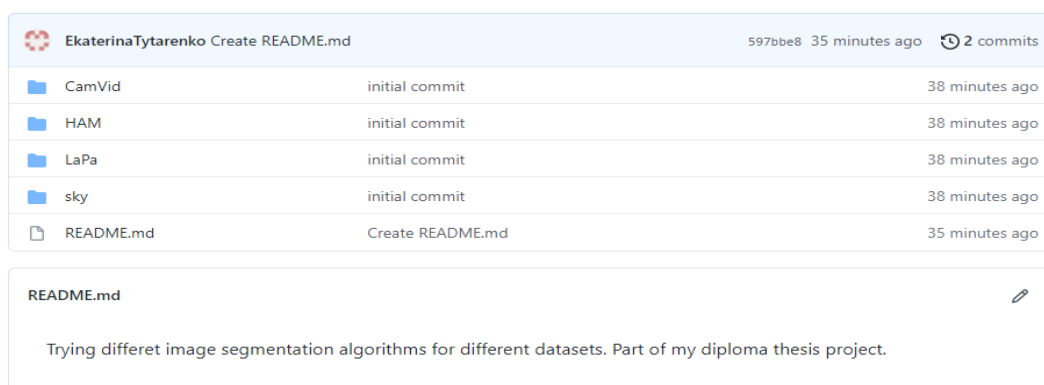 EkaterinaTytarenko Create README.md 597bbe8 35 minutes ago 2 commits
CamVid initial commit 38 minutes ago
HAM initial commit 38 minutes ago
LaPa initial commit 38 minutes ago
sky initial commit 38 minutes ago
README.md Create README.md 35 minutes ago
README.md
Trying differet image segmentation algorithms for different datasets. Part of my diploma thesis project.